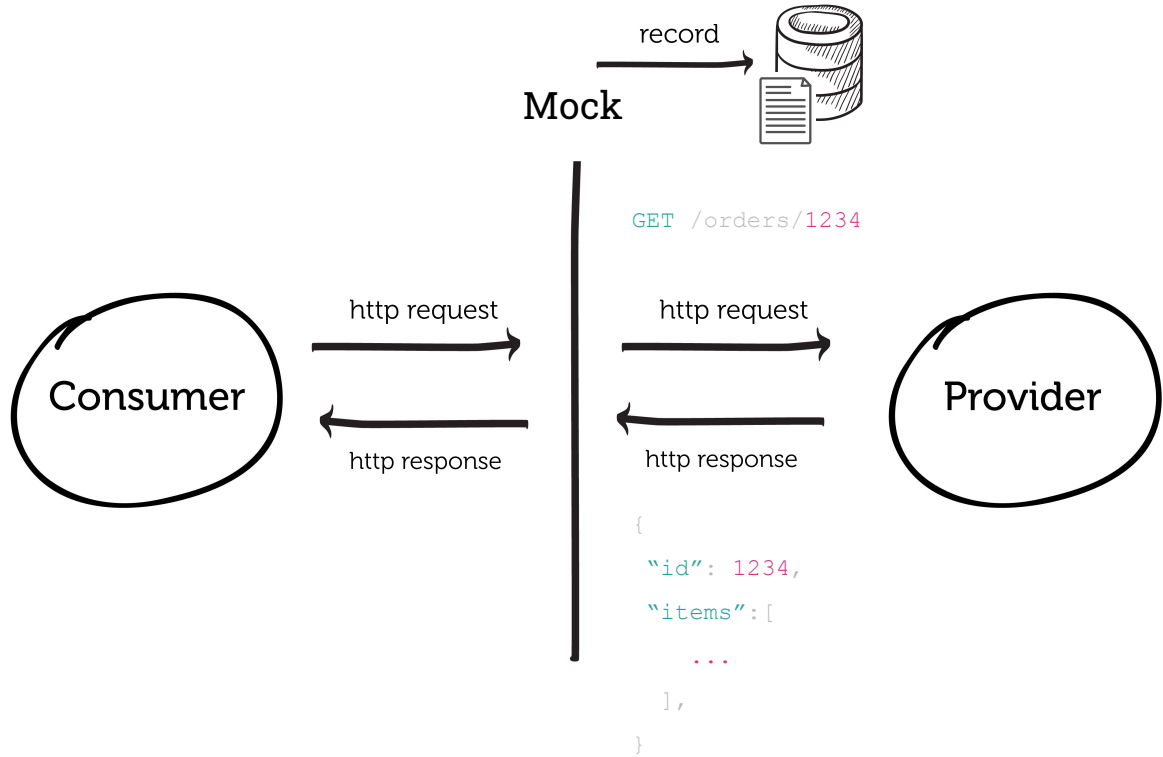 record
Mock
GET /orders/1234
http request
http request
Consumer
Provider
http response
http response
{
“id”: 1234,
“items”:[
...
],
}